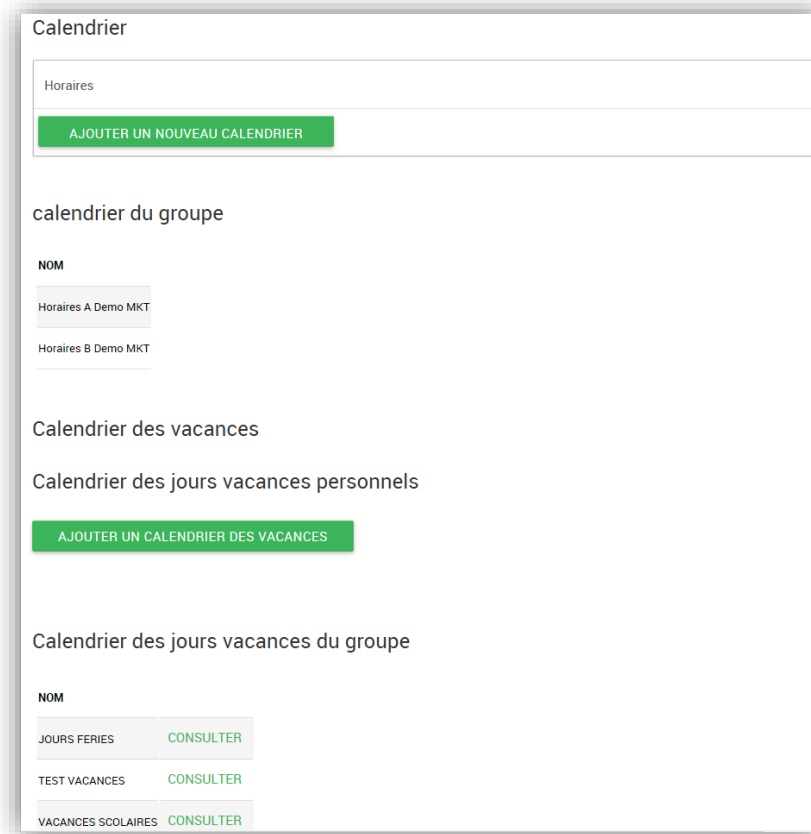 Calendrier
Horaires
AJOUTER UN NOUVEAU CALENDRIER
calendrier du groupe
NOM
Horaires A Demo MKT
Horaires B Demo MKT
Calendrier des vacances
Calendrier des jours vacances personnels
AJOUTER UN CALENDRIER DES VACANCES
Calendrier des jours vacances du groupe
NOM
JOURS FERIES CONSULTER
TEST VACANCES CONSULTER
VACANCES SCOLAIRES CONSULTER